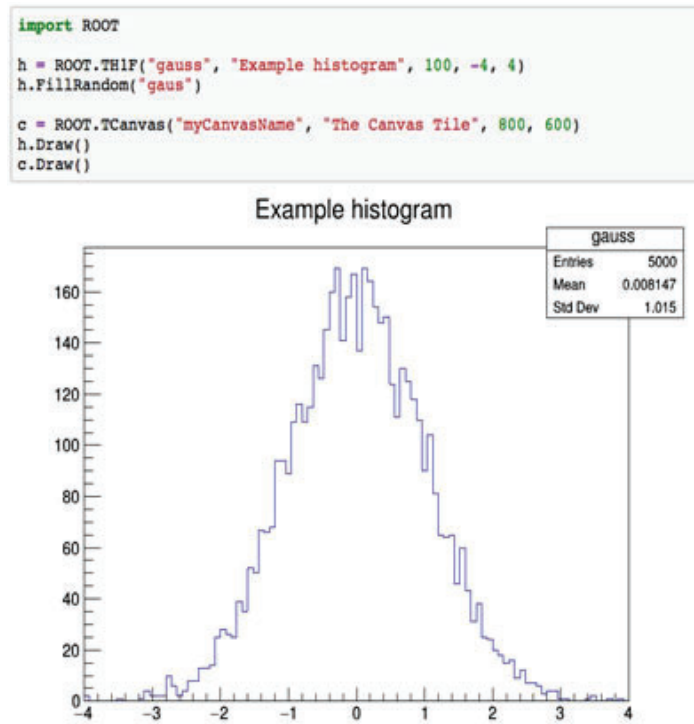 import ROOT
h = ROOT.TH1F("gauss", "Example histogram", 100, -4, 4)
h.FillRandom("gaus")
c = ROOT.TCanvas("myCanvasName", "The Canvas Tile", 800, 600)
h.Draw()
c.Draw()
Example histogram
gauss
Entries 5000
Mean 0.008147
Std Dev 1.015
160
140
120
100
80
60
40
20
0
−4 −3 −2 −1 0 1 2 3 4